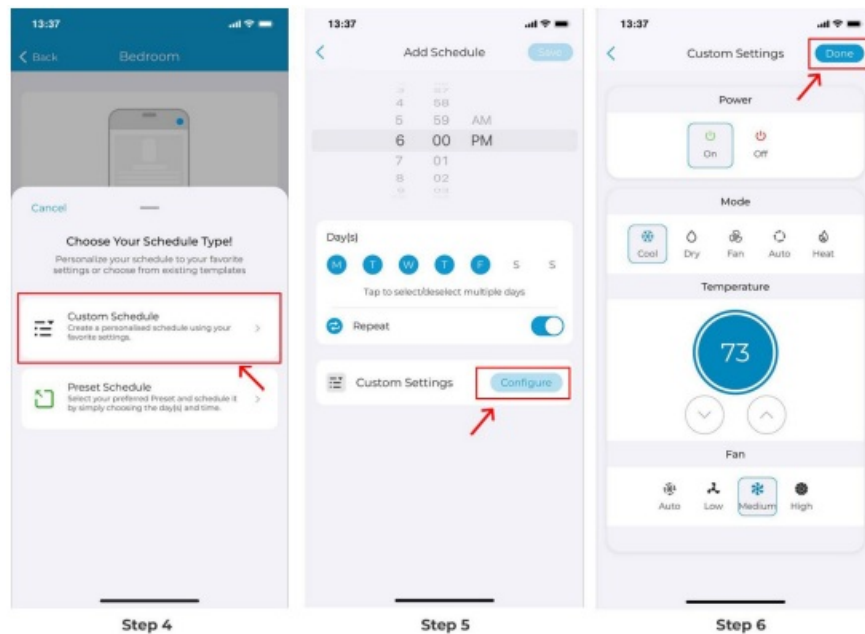 13:37
Back
Bedroom
Cancel
Choose Your Schedule Type!
Personalize your schedule to your favorite
settings or choose from existing templates
Custom Schedule
Create a personalised schedule using your
favorite settings.
Preset Schedule
Select your preferred Preset and schedule it
by simply choosing the day(s) and time.
Step 4
13:37
Add Schedule
Save
3 57
4 58
5 59 AM
6 00 PM
7 01
8 02
9 03
Day(s)
M T W T F S S
Tap to select/deselect multiple days
Repeat
Custom Settings
Configure
Step 5
13:37
Custom Settings
Done
Power
On Off
Mode
Cool Dry Fan Auto Heat
Temperature
73
Fan
Auto Low Medium High
Step 6